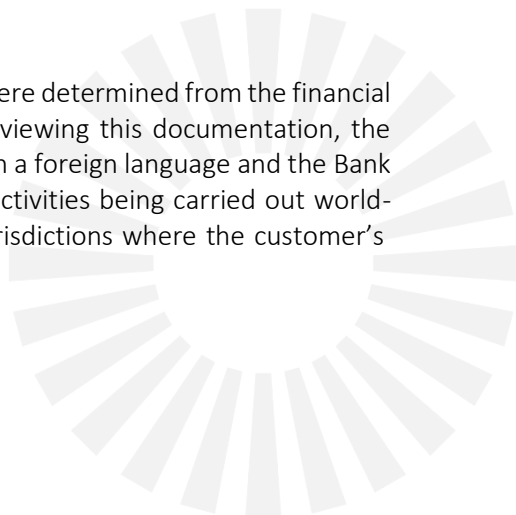 ere determined from the financial
viewing this documentation, the
n a foreign language and the Bank
ctivities being carried out world-
risdictions where the customer’s